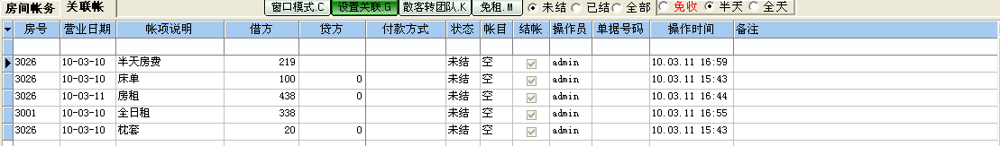 房间帐务 关联帐 窗口模式.C 设置关联.G 散客转团队.K 免租.M 未结 已结 全部 免收 半天 全天
房号 营业日期 帐项说明 借方 贷方 付款方式 状态 帐目 结帐 操作员 单据号码 操作时间 备注
3026 10-03-10 半天房费 219 未结 空 admin 10.03.11 16:59
3026 10-03-10 床单 100 0 未结 空 admin 10.03.11 15:43
3026 10-03-11 房租 438 0 未结 空 admin 10.03.11 16:44
3001 10-03-10 全日租 338 未结 空 admin 10.03.11 16:55
3026 10-03-10 枕套 20 0 未结 空 admin 10.03.11 15:43